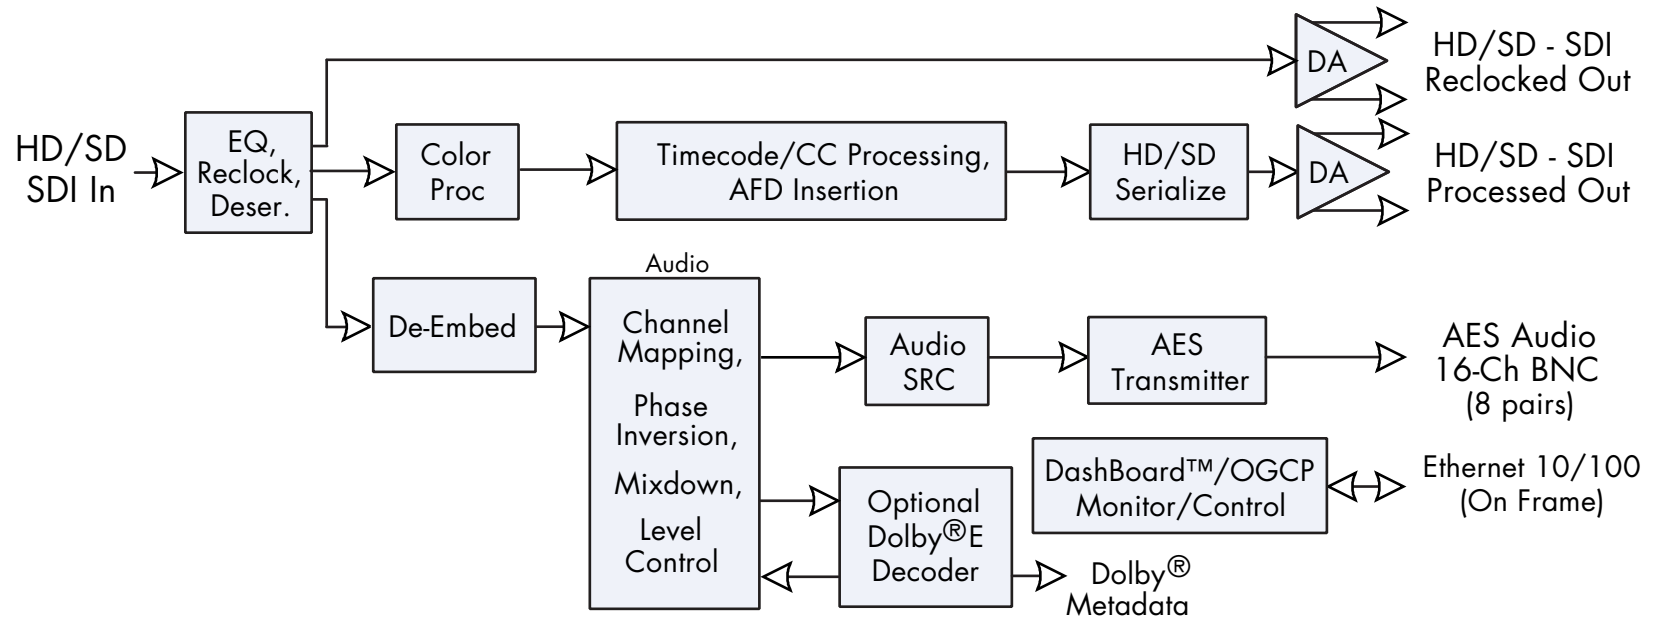 HD/SD
SDI In
EQ,
Reclock,
Deser.
Color
Proc
Timecode/CC Processing,
AFD Insertion
HD/SD
Serialize
DA
HD/SD - SDI
Reclocked Out
DA
HD/SD - SDI
Processed Out
De-Embed
Audio
Channel
Mapping,
Phase
Inversion,
Mixdown,
Level
Control
Audio
SRC
AES
Transmitter
AES Audio
16-Ch BNC
(8 pairs)
Optional
Dolby®E
Decoder
Dolby®
Metadata
DashBoard™/OGCP
Monitor/Control
Ethernet 10/100
(On Frame)